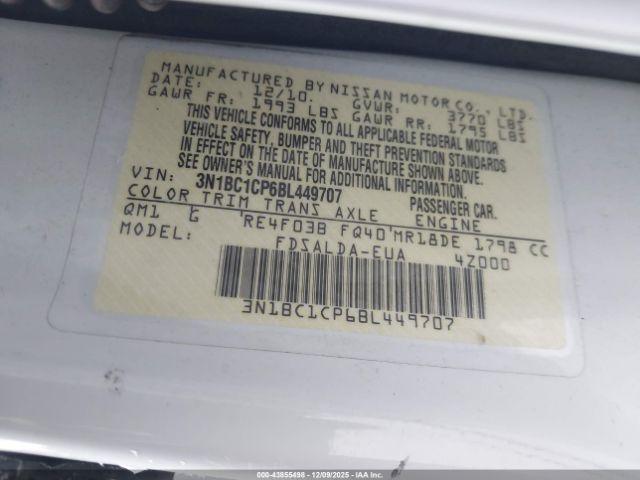 MANUFACTURED BY NISSAN MOTOR CO., LTD.
DATE: 12/10. GVWR: 3770 LBS
GAWR FR: 1993 LBS GAWR RR: 1795 LBS
THIS VEHICLE CONFORMS TO ALL APPLICABLE FEDERAL MOTOR
VEHICLE SAFETY, BUMPER AND THEFT PREVENTION STANDARDS
IN EFFECT ON THE DATE OF MANUFACTURE SHOWN ABOVE.
SEE OWNER'S MANUAL FOR ADDITIONAL INFORMATION.
VIN: 3N1BC1CP6BL449707 PASSENGER CAR.
COLOR TRIM TRANS AXLE ENGINE
QM1 G RE4F03B FQ40 MR18DE 1798 CC
FDSALDA-EUA 4Z000
3N1BC1CP6BL449707
000-43855498 | 12/09/2025 - COPYRIGHT IAA, LLC.